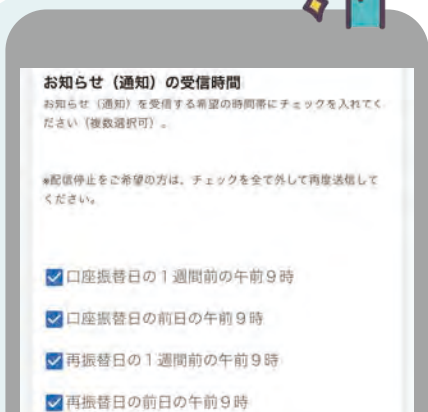 お知らせ（通知）の受信時間
お知らせ（通知）を受信する希望の時間帯にチェックを入れてく
ださい（複数選択可）。
*配信停止をご希望の方は、チェックを全て外して再度送信して
ください。
口座振替日の１週間前の午前９時
口座振替日の前日の午前９時
再振替日の１週間前の午前９時
再振替日の前日の午前９時